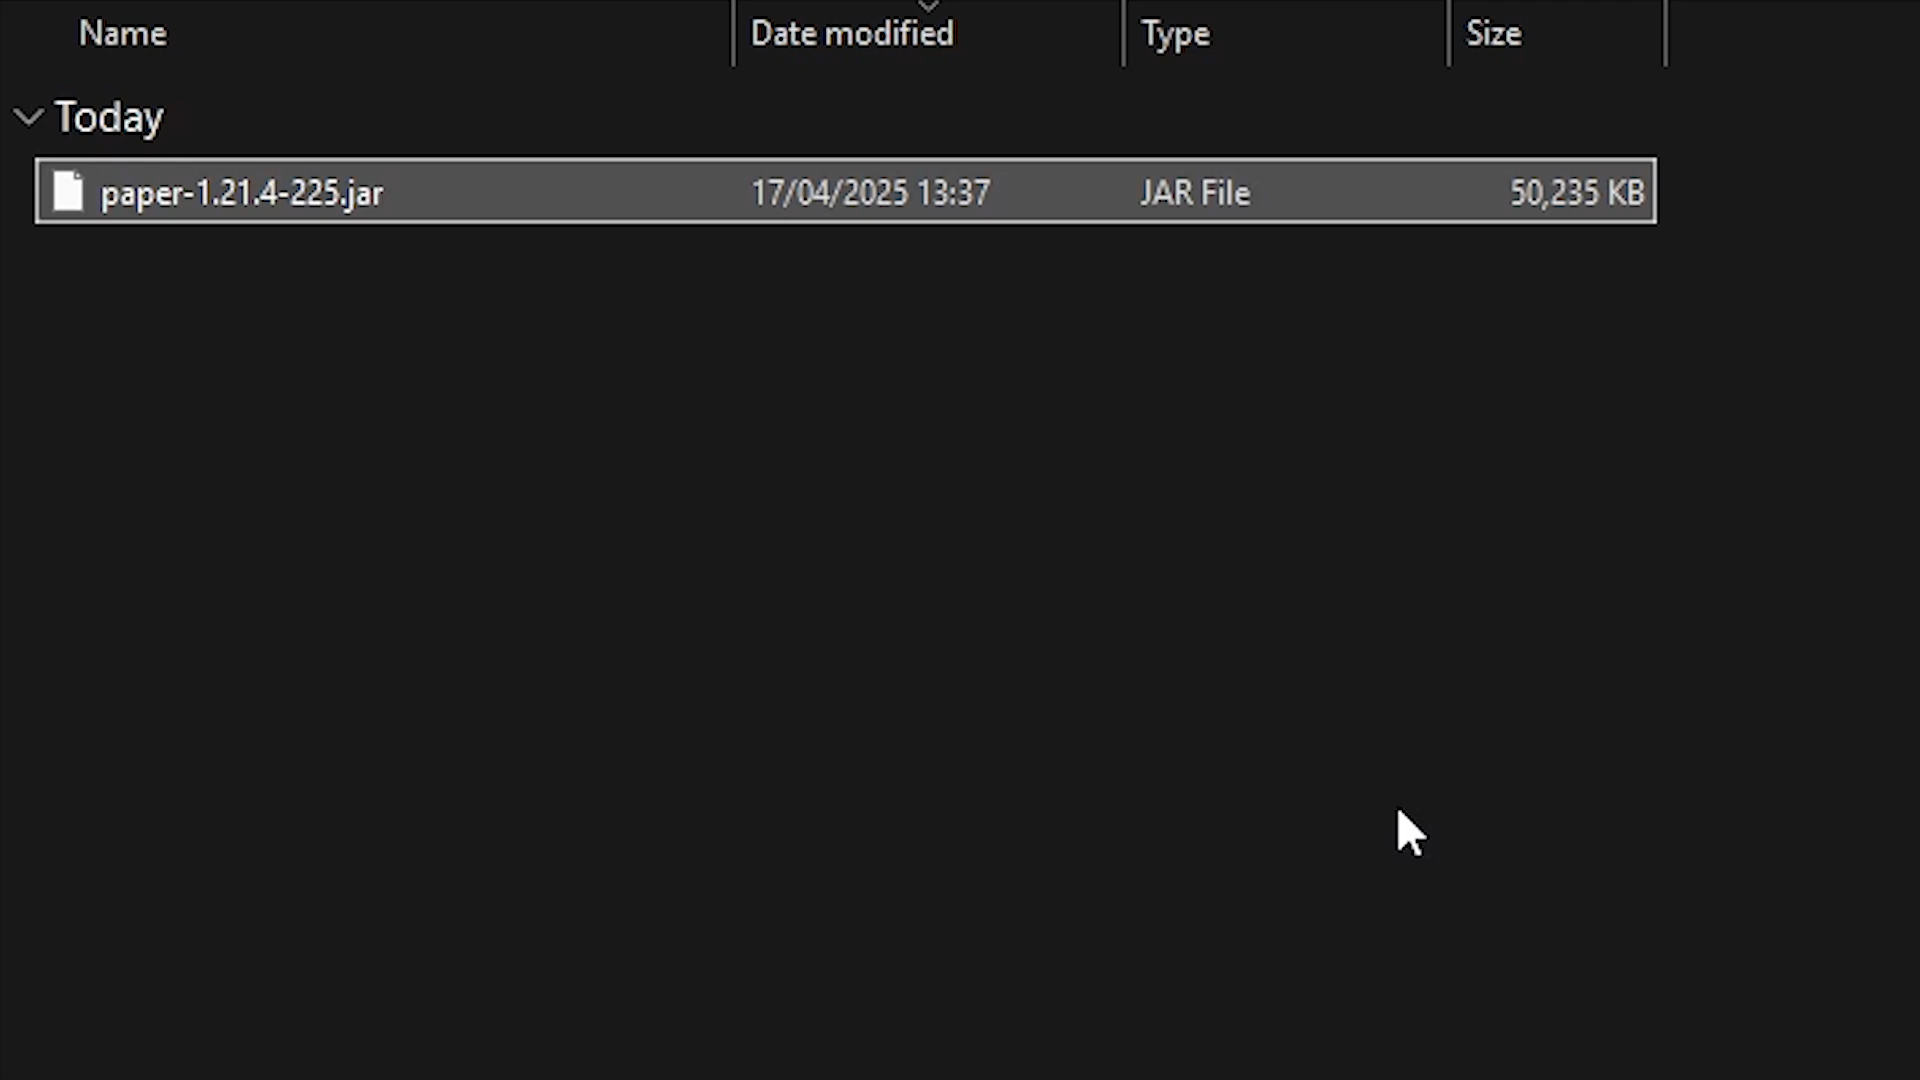 Name Date modified Type Size
Today
paper-1.21.4-225.jar 17/04/2025 13:37 JAR File 50,235 KB